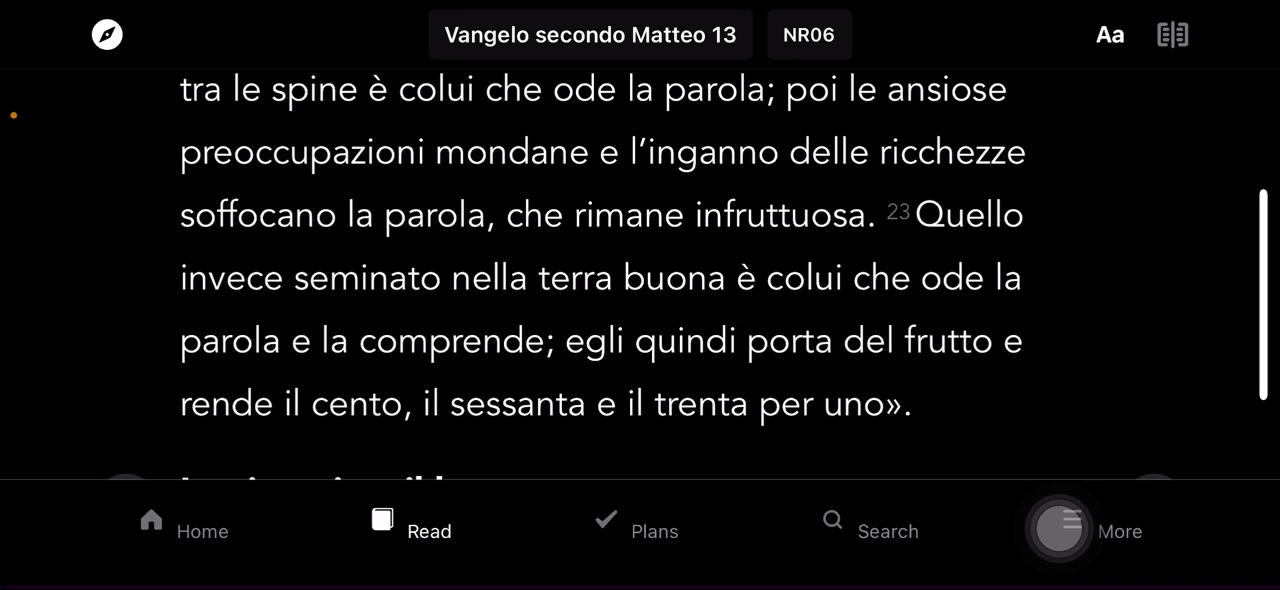 Vangelo secondo Matteo 13 NR06 Aa
tra le spine è colui che ode la parola; poi le ansiose
preoccupazioni mondane e l’inganno delle ricchezze
soffocano la parola, che rimane infruttuosa. 23 Quello
invece seminato nella terra buona è colui che ode la
parola e la comprende; egli quindi porta del frutto e
rende il cento, il sessanta e il trenta per uno».
Home Read Plans Search More